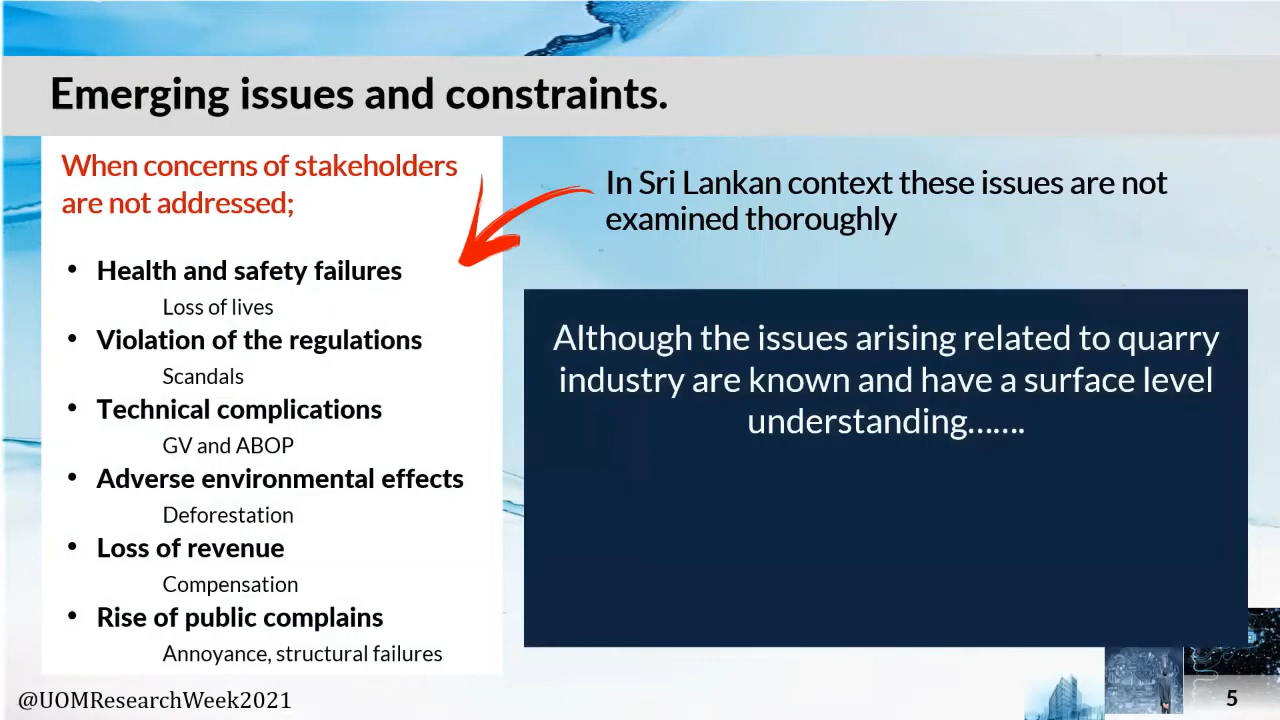 Emerging issues and constraints.
When concerns of stakeholders
are not addressed;
• Health and safety failures
Loss of lives
• Violation of the regulations
Scandals
• Technical complications
GV and ABOP
• Adverse environmental effects
Deforestation
• Loss of revenue
Compensation
• Rise of public complains
Annoyance, structural failures
In Sri Lankan context these issues are not
examined thoroughly
Although the issues arising related to quarry
industry are known and have a surface level
understanding…….
@UOMResearchWeek2021
5